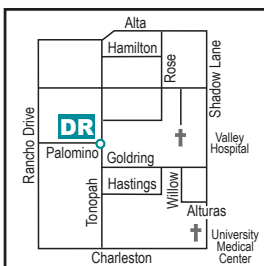 Alta
Hamilton
Rose
Shadow Lane
Rancho Drive
DR
Valley
Hospital
Palomino
Goldring
Tonopah
Hastings
Willow
Alturas
University
Medical
Center
Charleston